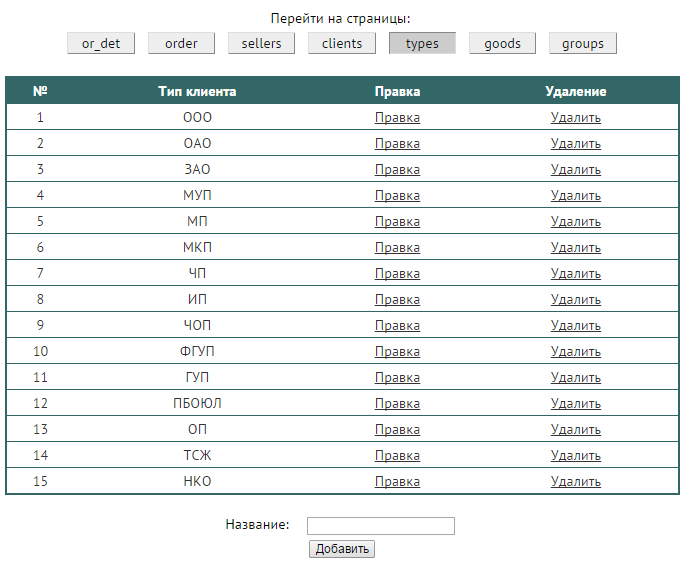 Перейти на страницы:
or_det order sellers clients types goods groups
№ Тип клиента Правка Удаление
1 ООО Правка Удалить
2 ОАО Правка Удалить
3 ЗАО Правка Удалить
4 МУП Правка Удалить
5 МП Правка Удалить
6 МКП Правка Удалить
7 ЧП Правка Удалить
8 ИП Правка Удалить
9 ЧОП Правка Удалить
10 ФГУП Правка Удалить
11 ГУП Правка Удалить
12 ПБОЮЛ Правка Удалить
13 ОП Правка Удалить
14 ТСЖ Правка Удалить
15 НКО Правка Удалить
Название:
Добавить